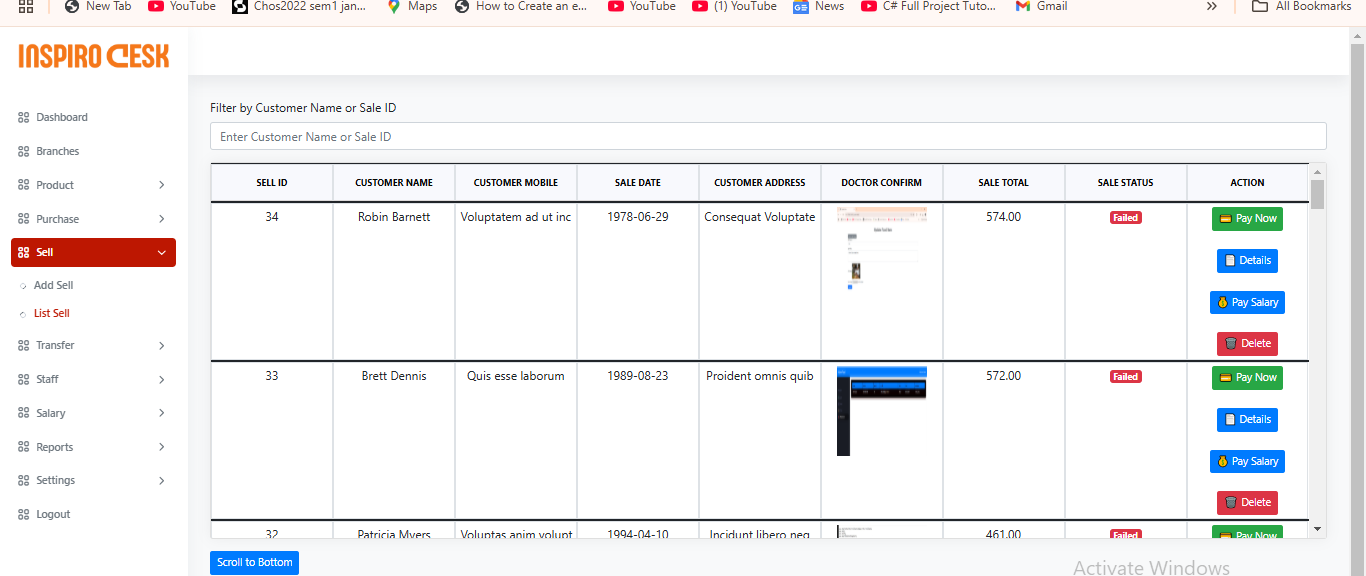 New Tab YouTube Chos2022 sem1 jan... Maps How to Create an e... YouTube (1) YouTube News C# Full Project Tuto... Gmail » All Bookmarks
INSPIRO DESK
Dashboard
Branches
Product
Purchase
Sell
Add Sell
List Sell
Transfer
Staff
Salary
Reports
Settings
Logout
Filter by Customer Name or Sale ID
Enter Customer Name or Sale ID
SELL ID CUSTOMER NAME CUSTOMER MOBILE SALE DATE CUSTOMER ADDRESS DOCTOR CONFIRM SALE TOTAL SALE STATUS ACTION
34 Robin Barnett Voluptatem ad ut inc 1978-06-29 Consequat Voluptate 574.00 Failed Pay Now
Details
Pay Salary
Delete
33 Brett Dennis Quis esse laborum 1989-08-23 Proident omnis quib 572.00 Failed Pay Now
Details
Pay Salary
Delete
32 Patricia Myers Voluptas anim volupt 1994-04-10 Incidunt libero neq 461.00 Failed Pay Now
Scroll to Bottom
Activate Windows